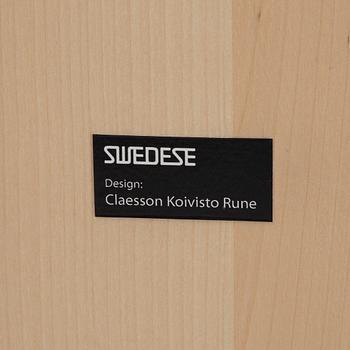 SWEDESE
Design:
Claesson Koivisto Rune